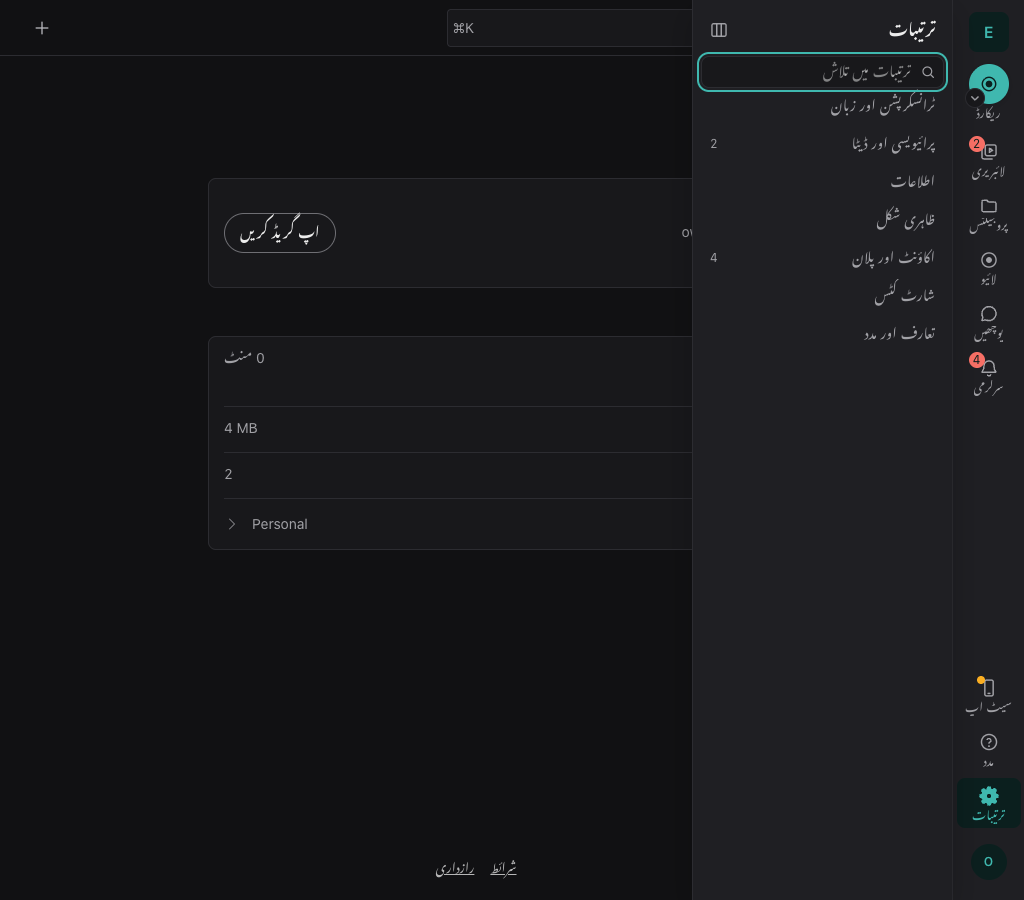 E
ریکارڈ
2
لائبریری
پروجیکٹس
لائیو
پوچھیں
4
سرگرمی
سیٹ اپ
مدد
ترتیبات
O
ترتیبات
ترتیبات میں تلاش
ٹرانسکرپشن اور زبان
پرائیویسی اور ڈیٹا 2
اطلاعات
ظاہری شکل
اکاؤنٹ اور پلان 4
شارٹ کٹس
تعارف اور مدد
⌘K
اپ گریڈ کریں
0 منٹ
4 MB
2
Personal
شرائط رازداری